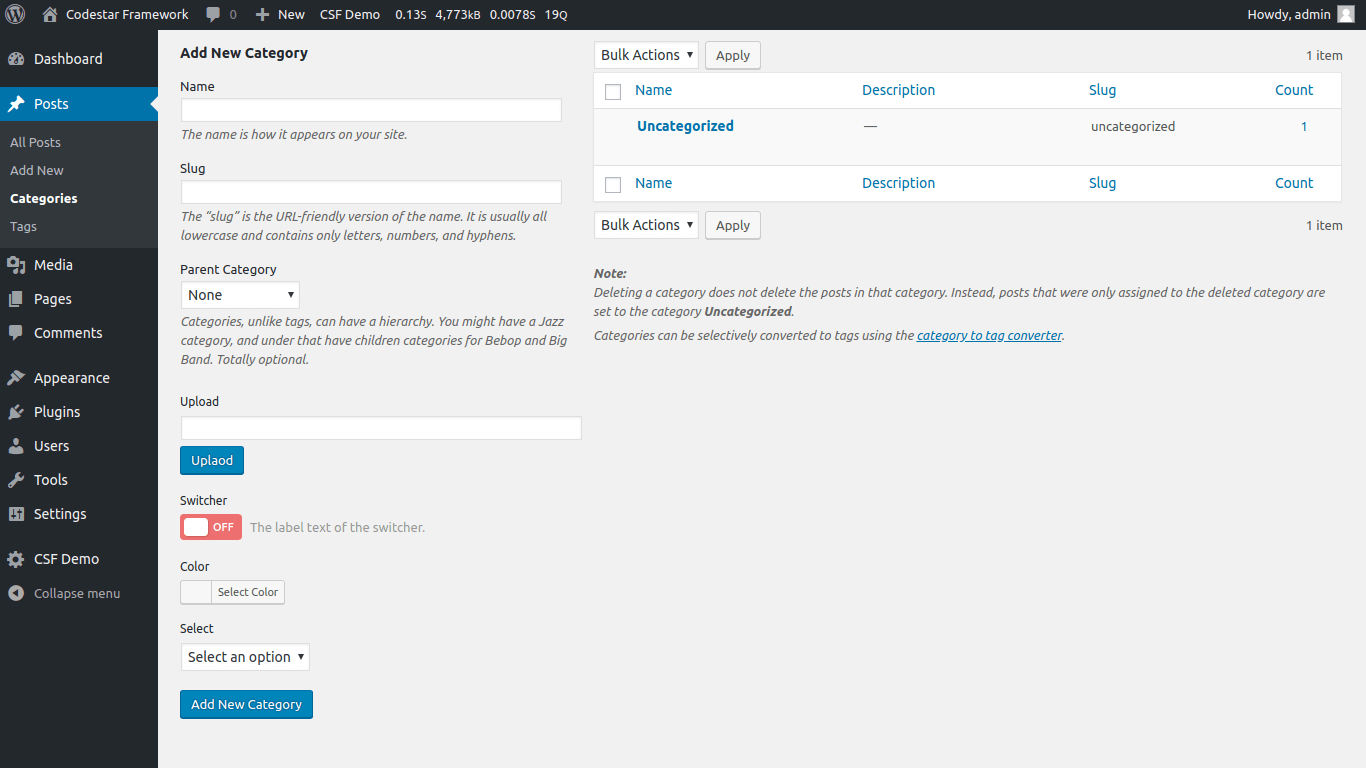 Codestar Framework 0 New CSF Demo 0.13S 4,773KB 0.0078S 19Q Howdy, admin
Dashboard
Posts
All Posts
Add New
Categories
Tags
Media
Pages
Comments
Appearance
Plugins
Users
Tools
Settings
CSF Demo
Collapse menu
Add New Category
Name
The name is how it appears on your site.
Slug
The “slug” is the URL-friendly version of the name. It is usually all
lowercase and contains only letters, numbers, and hyphens.
Parent Category
None
Categories, unlike tags, can have a hierarchy. You might have a Jazz
category, and under that have children categories for Bebop and Big
Band. Totally optional.
Upload
Uplaod
Switcher
OFF The label text of the switcher.
Color
Select Color
Select
Select an option
Add New Category
Bulk Actions Apply 1 item
Name Description Slug Count
Uncategorized — uncategorized 1
Name Description Slug Count
Bulk Actions Apply 1 item
Note:
Deleting a category does not delete the posts in that category. Instead, posts that were only assigned to the deleted category are
set to the category Uncategorized.
Categories can be selectively converted to tags using the category to tag converter.